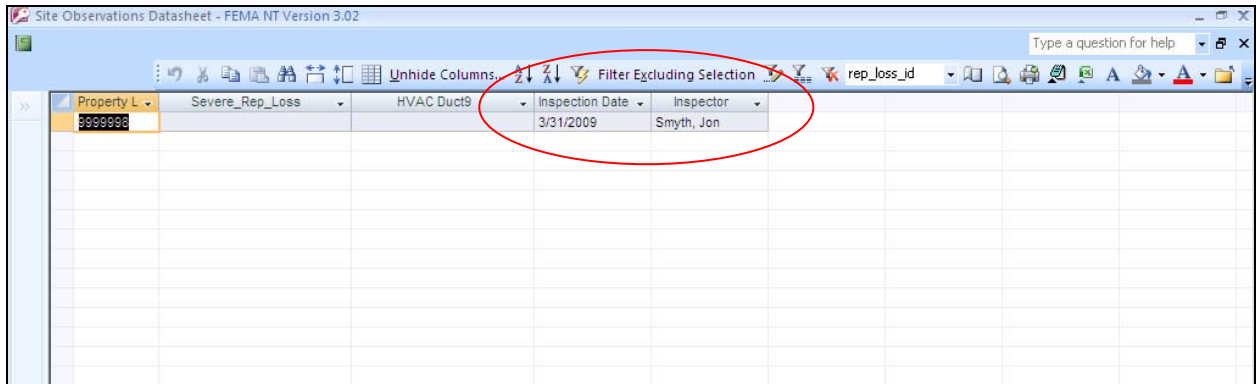 Site Observations Datasheet - FEMA NT Version 3.02
Type a question for help
Unhide Columns... Filter Excluding Selection rep_loss_id
Property L Severe_Rep_Loss HVAC Duct9 Inspection Date Inspector
9999998 3/31/2009 Smyth, Jon